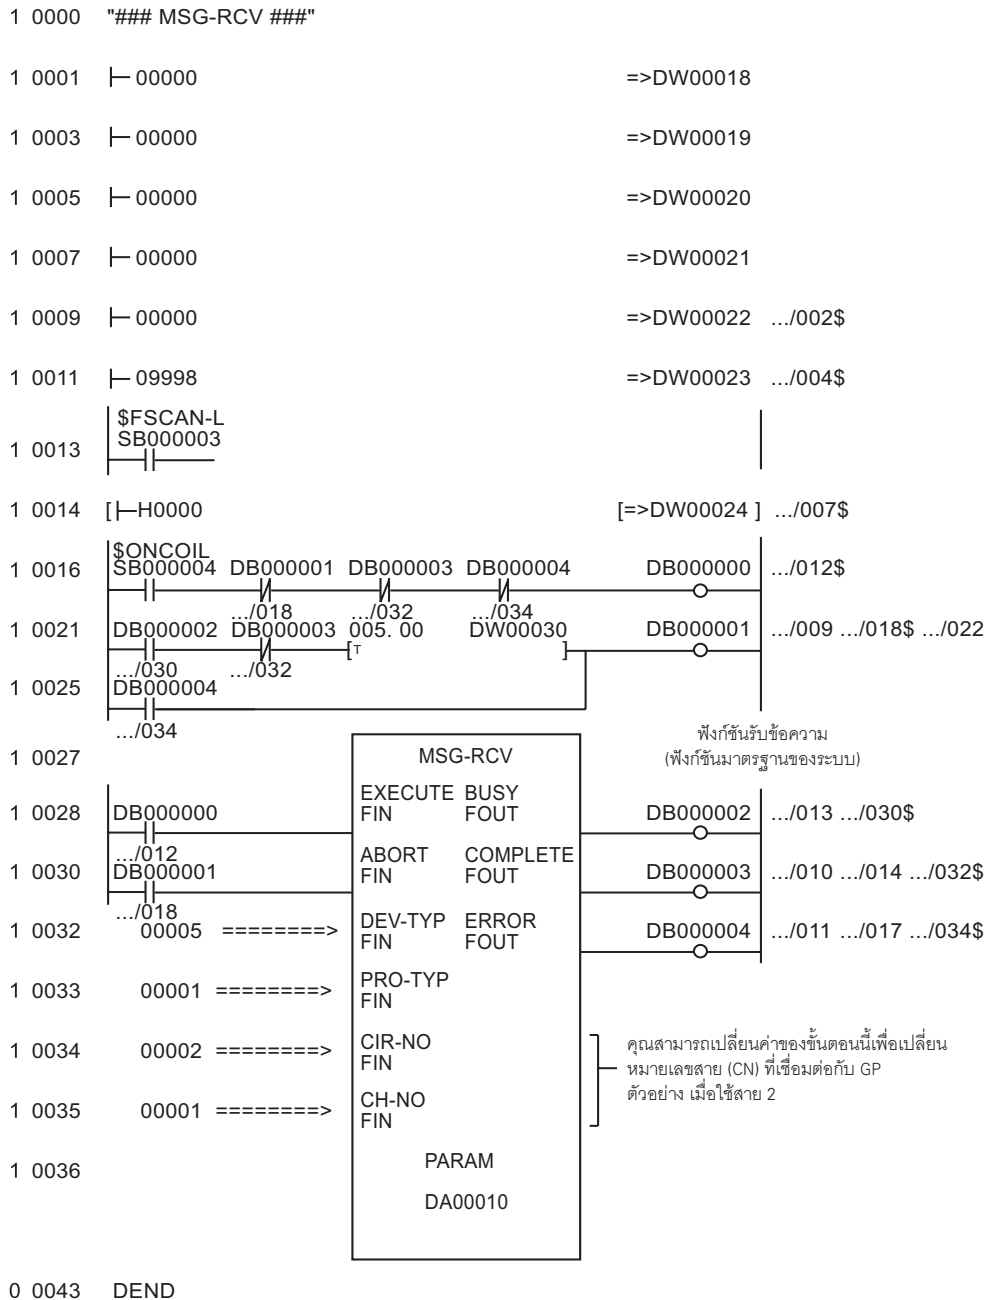 1 0000 "### MSG-RCV ###"
1 0001 00000 =>DW00018
1 0003 00000 =>DW00019
1 0005 00000 =>DW00020
1 0007 00000 =>DW00021
1 0009 00000 =>DW00022 .../002$
1 0011 09998 =>DW00023 .../004$
$FSCAN-L
SB000003
1 0013
1 0014 [ H0000 [=>DW00024 ] .../007$
$ONCOIL
1 0016 SB000004 DB000001 DB000003 DB000004 DB000000 .../012$
.../018 .../032 .../034
1 0021 DB000002 DB000003 005. 00 DW00030 DB000001 .../009 .../018$ .../022
[T ]
.../030 .../032
1 0025 DB000004
.../034
ฟังก์ชันรับข้อความ
1 0027 MSG-RCV (ฟังก์ชันมาตรฐานของระบบ)
EXECUTE BUSY
1 0028 DB000000 FIN FOUT DB000002 .../013 .../030$
.../012
ABORT COMPLETE
1 0030 DB000001 FIN FOUT DB000003 .../010 .../014 .../032$
.../018
DEV-TYP ERROR
1 0032 00005 ========> FIN FOUT DB000004 .../011 .../017 .../034$
PRO-TYP
1 0033 00001 ========> FIN
CIR-NO คุณสามารถเปลี่ยนค่าของขั้นตอนนี้เพื่อเปลี่ยน
1 0034 00002 ========> FIN หมายเลขสาย (CN) ที่เชื่อมต่อกับ GP
CH-NO ตัวอย่าง เมื่อใช้สาย 2
1 0035 00001 ========> FIN
PARAM
1 0036
DA00010
0 0043 DEND